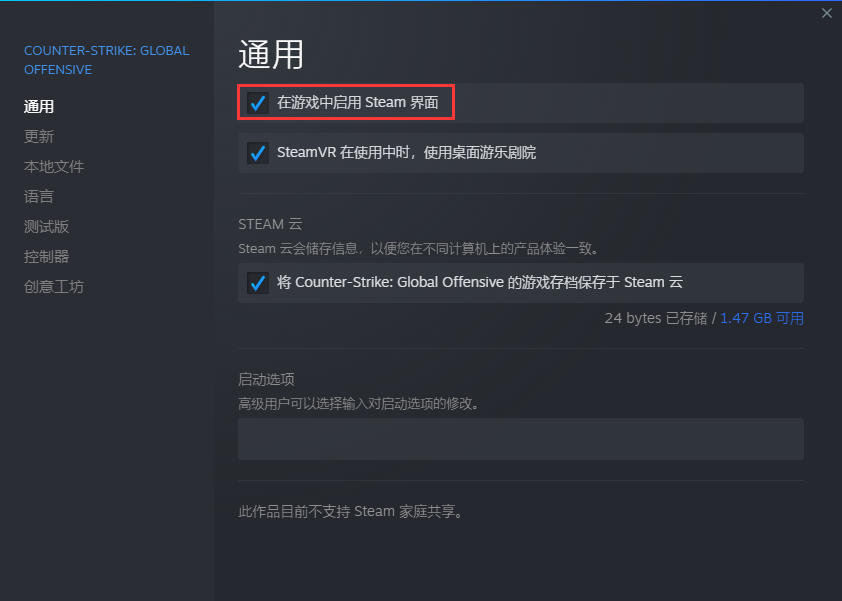 COUNTER-STRIKE: GLOBAL
OFFENSIVE
通用
更新
本地文件
语言
测试版
控制器
创意工坊
通用
在游戏中启用 Steam 界面
SteamVR 在使用中时，使用桌面游乐剧院
STEAM 云
Steam 云会储存信息，以便您在不同计算机上的产品体验一致。
将 Counter-Strike: Global Offensive 的游戏存档保存于 Steam 云
24 bytes 已存储 / 1.47 GB 可用
启动选项
高级用户可以选择输入对启动选项的修改。
此作品目前不支持 Steam 家庭共享。